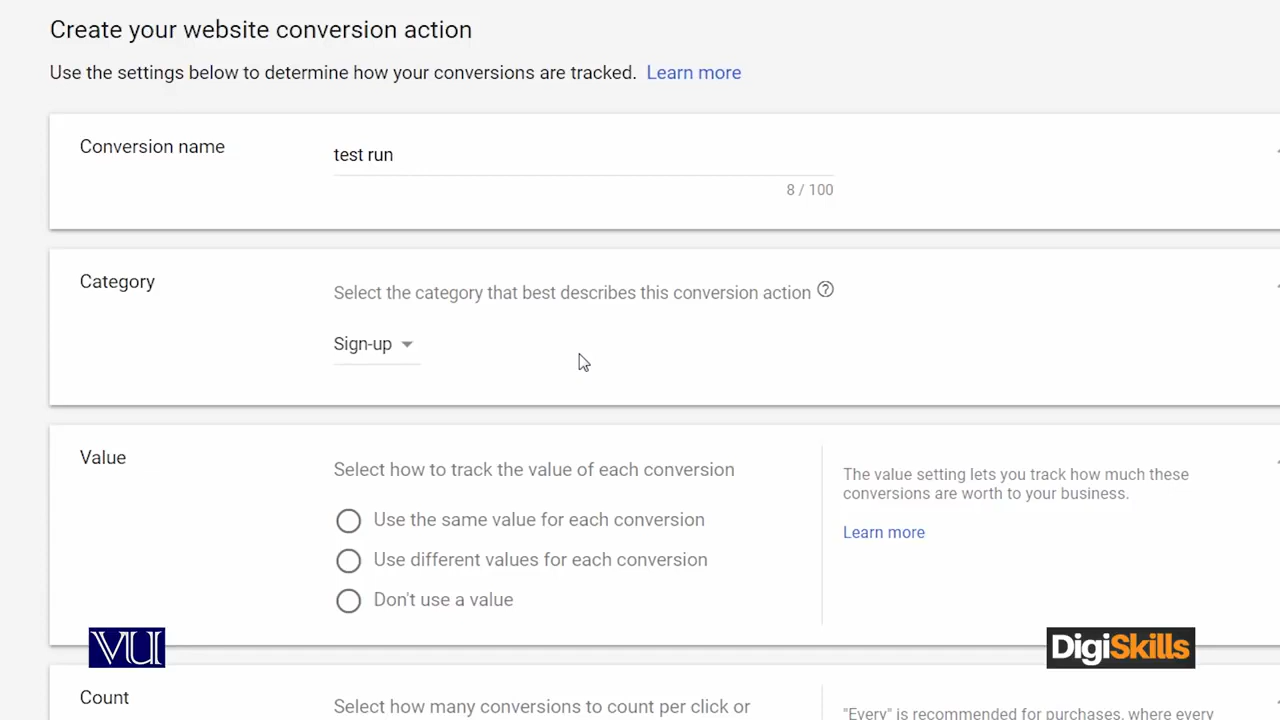 Create your website conversion action
Use the settings below to determine how your conversions are tracked. Learn more
Conversion name
test run
8 / 100
Category
Select the category that best describes this conversion action
Sign-up
Value
Select how to track the value of each conversion
Use the same value for each conversion
Use different values for each conversion
Don't use a value
The value setting lets you track how much these
conversions are worth to your business.
Learn more
VU
DigiSkills
Count
Select how many conversions to count per click or
"Every" is recommended for purchases, where every